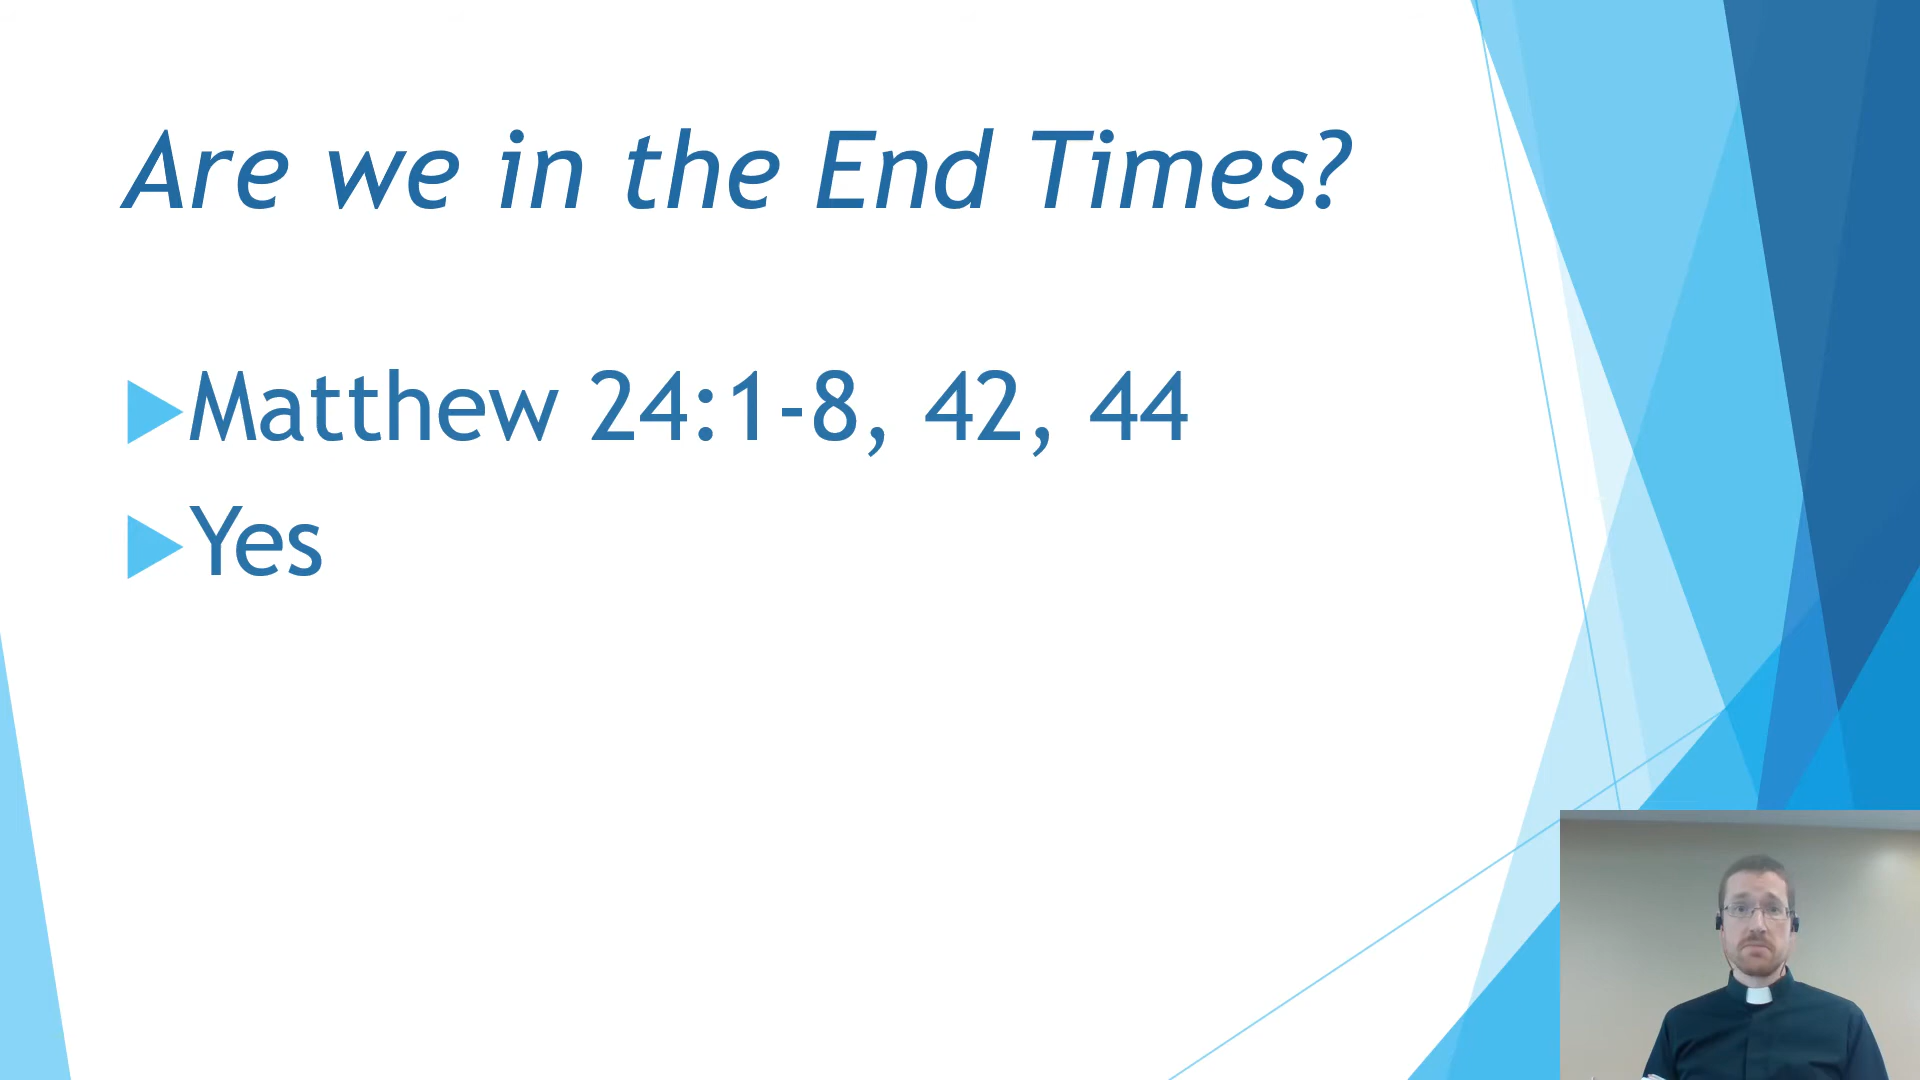 Are we in the End Times?
Matthew 24:1-8, 42, 44
Yes